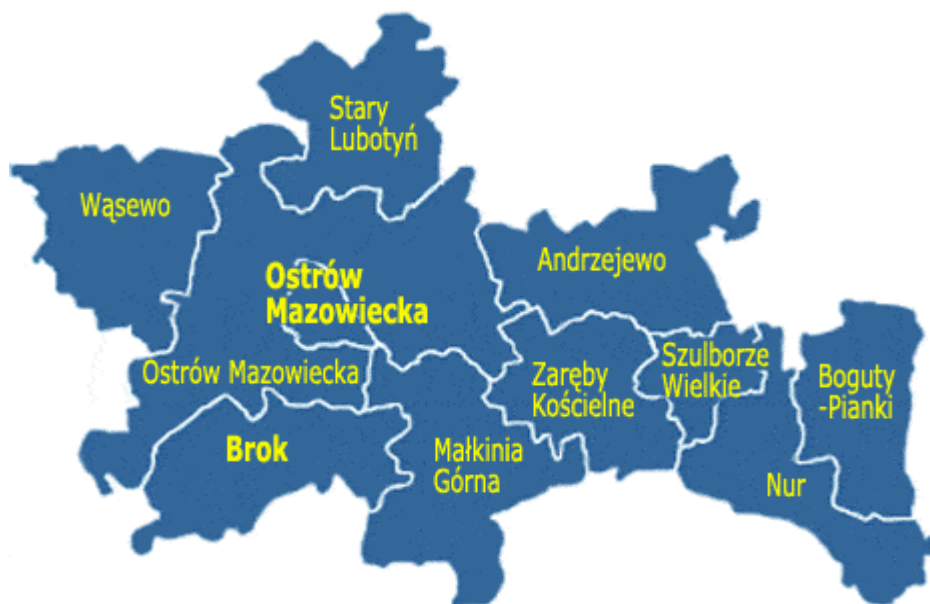 Stary
Lubotyń
Wąsewo
Andrzejewo
Ostrów
Mazowiecka
Ostrów Mazowiecka
Szulborze
Wielkie
Zaręby
Kościelne
Boguty
-Pianki
Brok
Małkinia
Górna
Nur